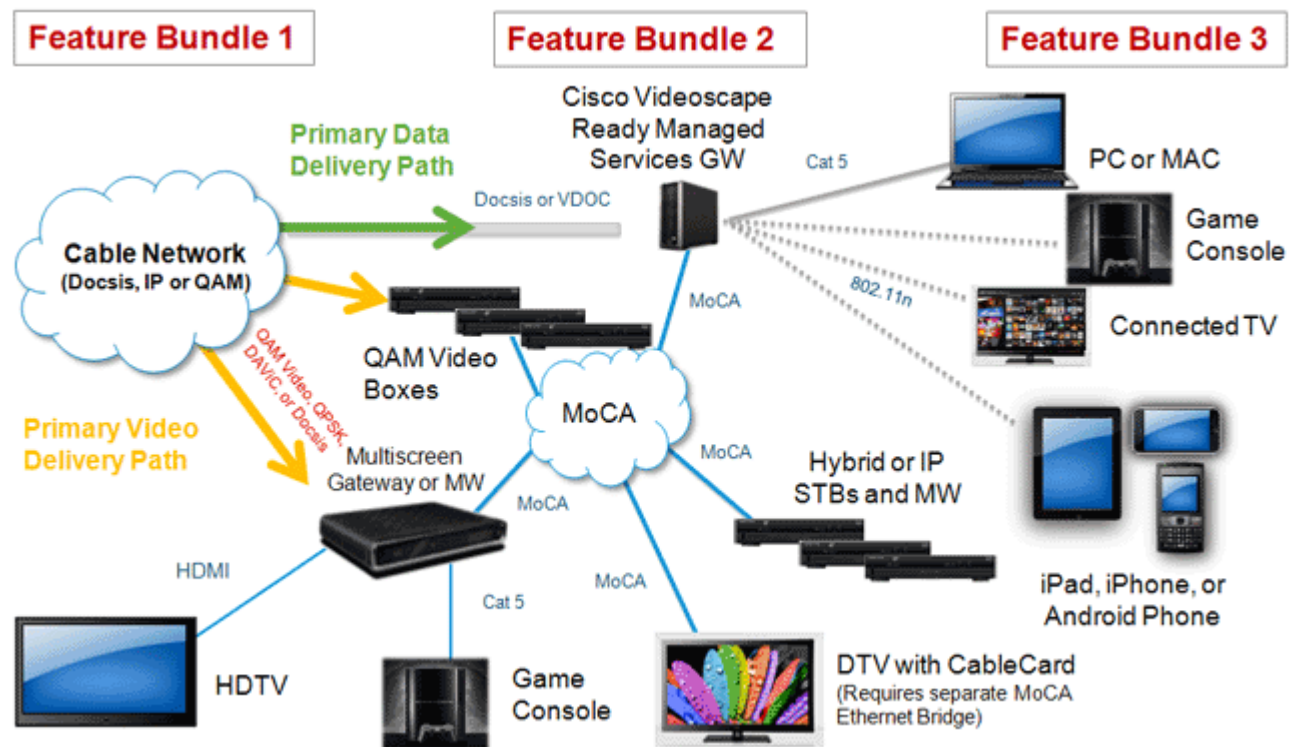 Feature Bundle 1
Feature Bundle 2
Feature Bundle 3
Cisco Videoscape
Ready Managed
Services GW
Primary Data
Delivery Path
Docsis or VDOC
Cat 5
PC or MAC
Game
Console
802.11n
Connected TV
Cable Network
(Docsis, IP or QAM)
MoCA
QAM Video
Boxes
QAM Video, QPSK,
DAViC, or Docsis
MoCA
Primary Video
Delivery Path
Multiscreen
Gateway or MW
MoCA
MoCA
Hybrid or IP
STBs and MW
HDMI
Cat 5
MoCA
iPad, iPhone, or
Android Phone
HDTV
Game
Console
DTV with CableCard
(Requires separate MoCA
Ethernet Bridge)